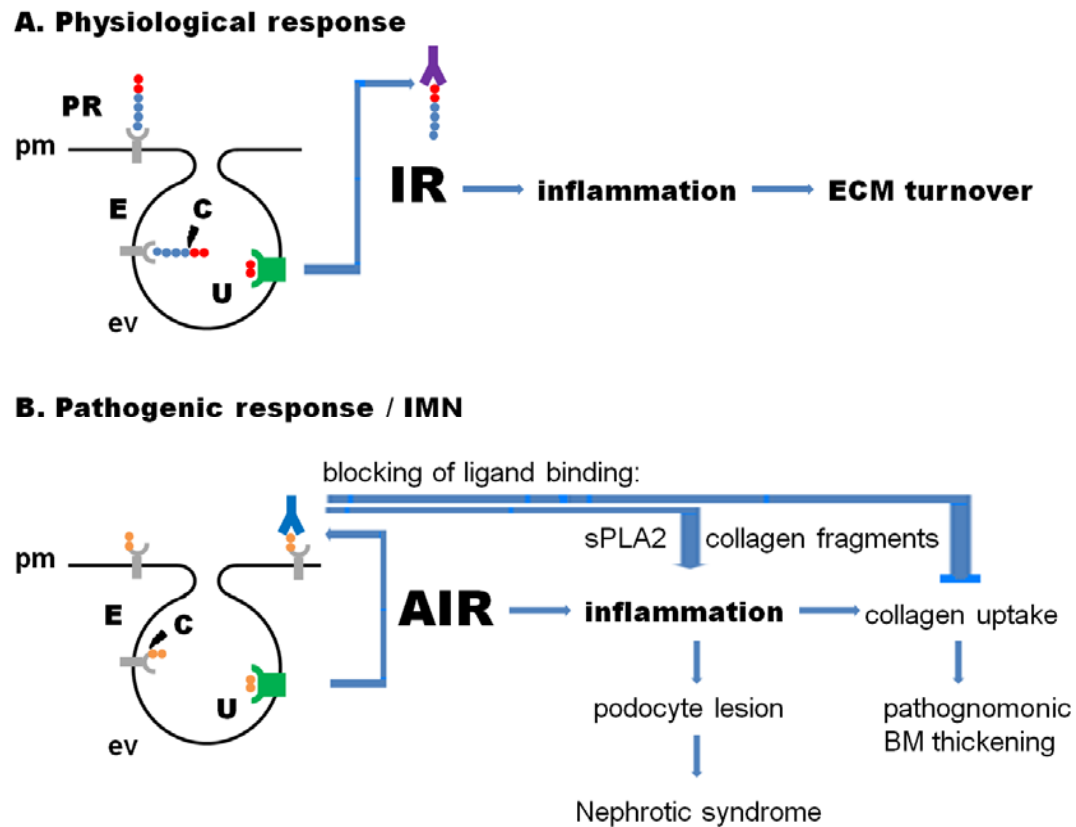 A. Physiological response
PR
pm
IR
inflammation
ECM turnover
E
C
U
ev
B. Pathogenic response / IMN
blocking of ligand binding:
sPLA2
collagen fragments
pm
E
C
AIR
inflammation
collagen uptake
U
podocyte lesion
pathognomonic
BM thickening
ev
Nephrotic syndrome